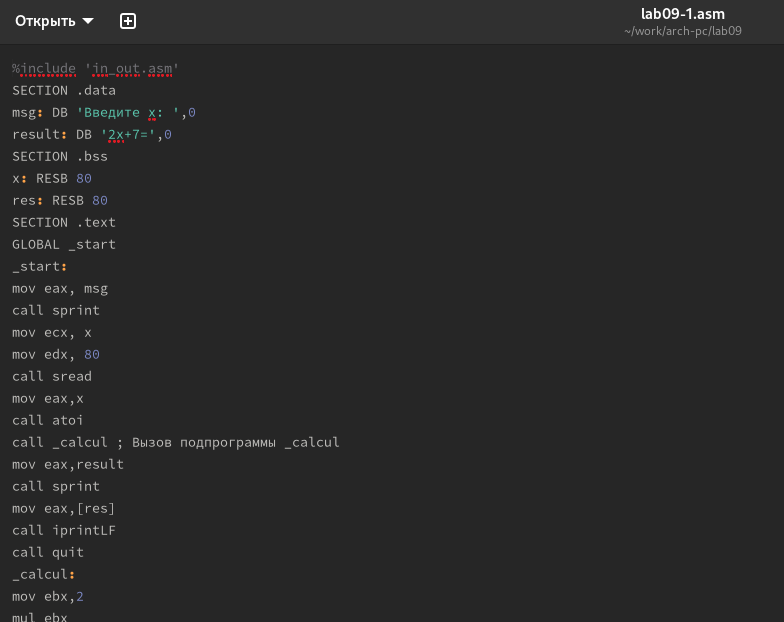 Открыть
lab09-1.asm
~/work/arch-pc/lab09
%include 'in_out.asm'
SECTION .data
msg: DB 'Введите x: ',0
result: DB '2x+7=',0
SECTION .bss
x: RESB 80
res: RESB 80
SECTION .text
GLOBAL _start
_start:
mov eax, msg
call sprint
mov ecx, x
mov edx, 80
call sread
mov eax,x
call atoi
call _calcul ; Вызов подпрограммы _calcul
mov eax,result
call sprint
mov eax,[res]
call iprintLF
call quit
_calcul:
mov ebx,2
mul ebx